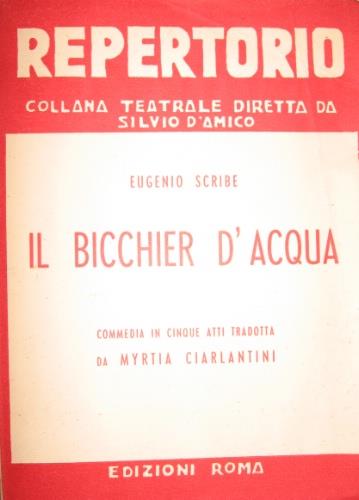 REPERTORIO
COLLANA TEATRALE DIRETTA DA
SILVIO D'AMICO
EUGENIO SCRIBE
IL BICCHIER D'ACQUA
COMMEDIA IN CINQUE ATTI TRADOTTA
DA MYRTIA CIARLANTINI
EDIZIONI ROMA